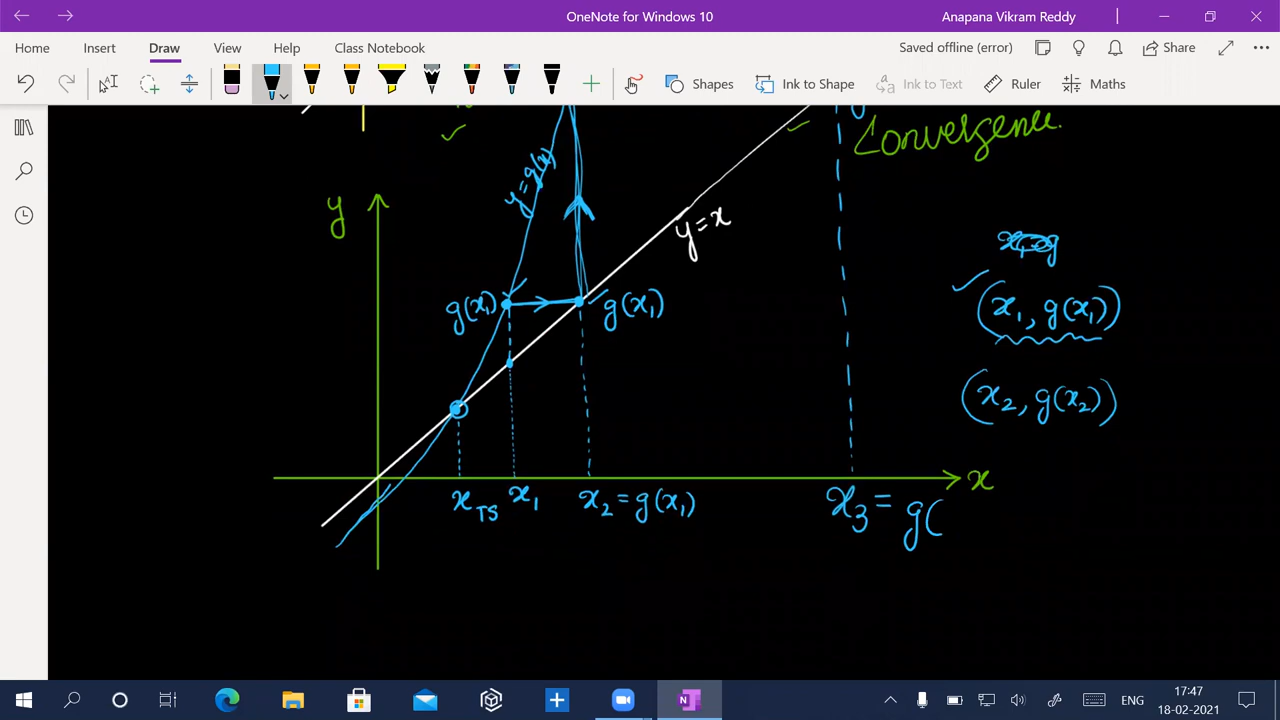 OneNote for Windows 10
Anapana Vikram Reddy
Home Insert Draw View Help Class Notebook
Saved offline (error) Share
Shapes Ink to Shape Ink to Text Ruler Maths
Convergence.
y
y = g(x)
y = x
g(x₁)
g(x₁)
(x₁, g(x₁))
(x₂, g(x₂))
x
x_TS x₁ x₂ = g(x₁) x₃ = g(
ENG
17:47
18-02-2021